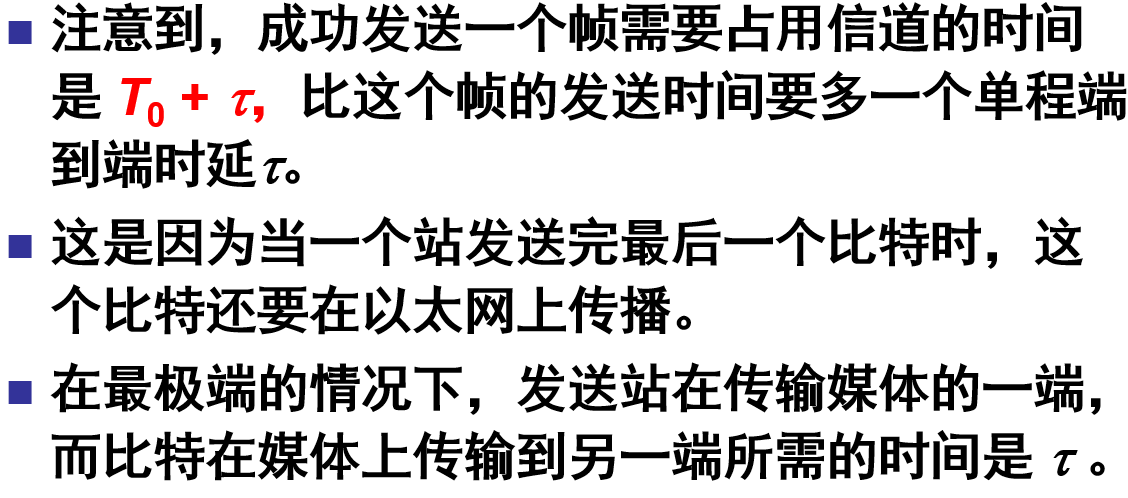 ■ 注意到，成功发送一个帧需要占用信道的时间
是 T₀ + τ, 比这个帧的发送时间要多一个单程端
到端时延τ。
■ 这是因为当一个站发送完最后一个比特时，这
个比特还要在以太网上传播。
■ 在最极端的情况下，发送站在传输媒体的一端，
而比特在媒体上传输到另一端所需的时间是 τ 。